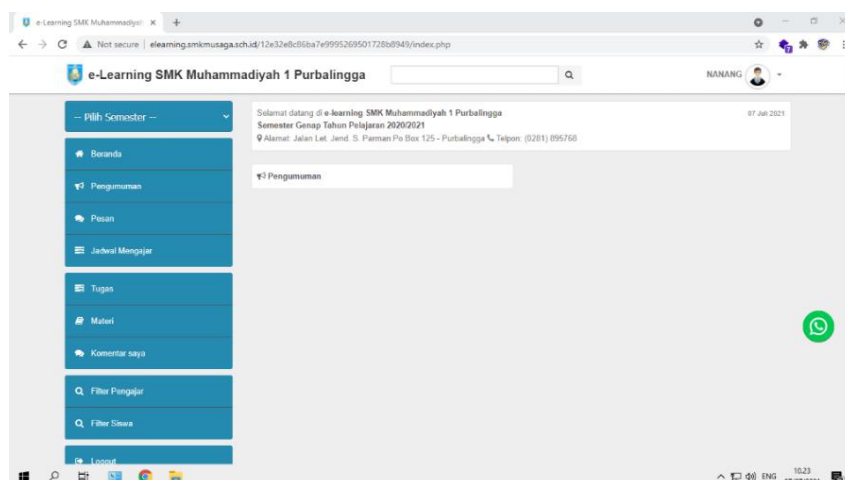 e-Learning SMK Muhammadiyah
Not secure | elearning.smkmusaga.sch.id/12e32e8c86ba7e9995269501728b8949/index.php
e-Learning SMK Muhammadiyah 1 Purbalingga
NANANG
-- Pilih Semester --
Selamat datang di e-learning SMK Muhammadiyah 1 Purbalingga
07 Juli 2021
Semester Genap Tahun Pelajaran 2020/2021
Alamat: Jalan Let. Jend. S. Parman Po Box 125 - Purbalingga Telpon: (0281) 895768
Beranda
Pengumuman
Pengumuman
Pesan
Jadwal Mengajar
Tugas
Materi
Komentar saya
Filter Pengajar
Filter Siswa
Logout
ENG
10.23